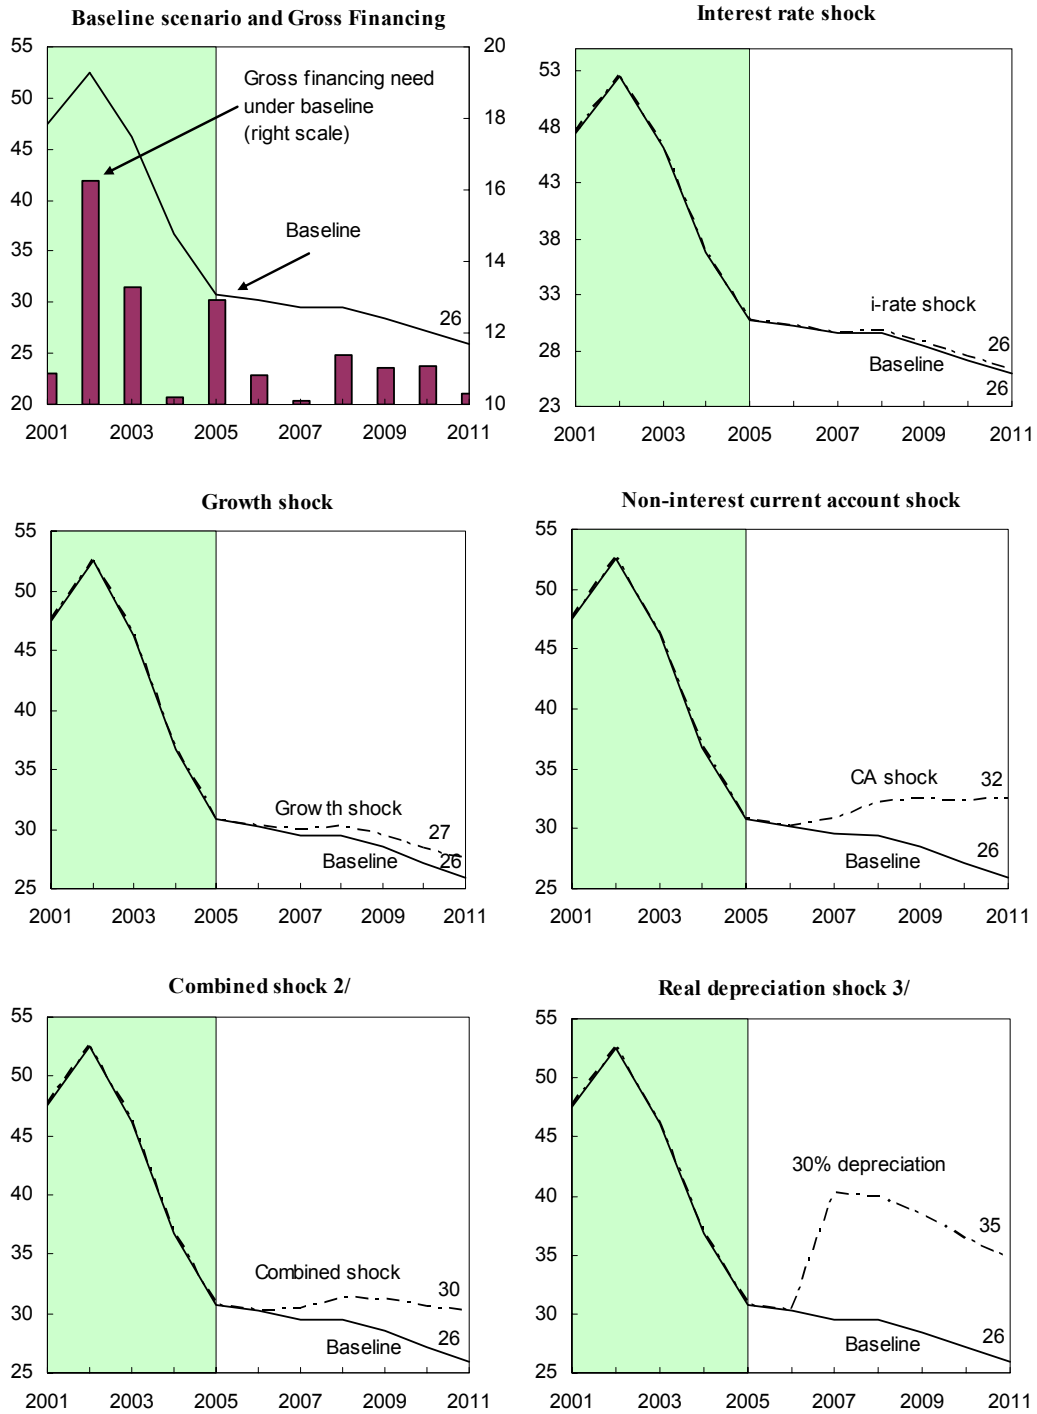 Baseline scenario and Gross Financing
55
50
45
40
35
30
25
20
20
18
16
14
12
10
Gross financing need
under baseline
(right scale)
Baseline
26
2001 2003 2005 2007 2009 2011
Interest rate shock
53
48
43
38
33
28
23
i-rate shock
26
Baseline
26
2001 2003 2005 2007 2009 2011
Growth shock
55
50
45
40
35
30
25
Growth shock
27
Baseline
26
2001 2003 2005 2007 2009 2011
Non-interest current account shock
55
50
45
40
35
30
25
CA shock
32
Baseline
26
2001 2003 2005 2007 2009 2011
Combined shock 2/
55
50
45
40
35
30
25
Combined shock
30
Baseline
26
2001 2003 2005 2007 2009 2011
Real depreciation shock 3/
55
50
45
40
35
30
25
30% depreciation
35
Baseline
26
2001 2003 2005 2007 2009 2011